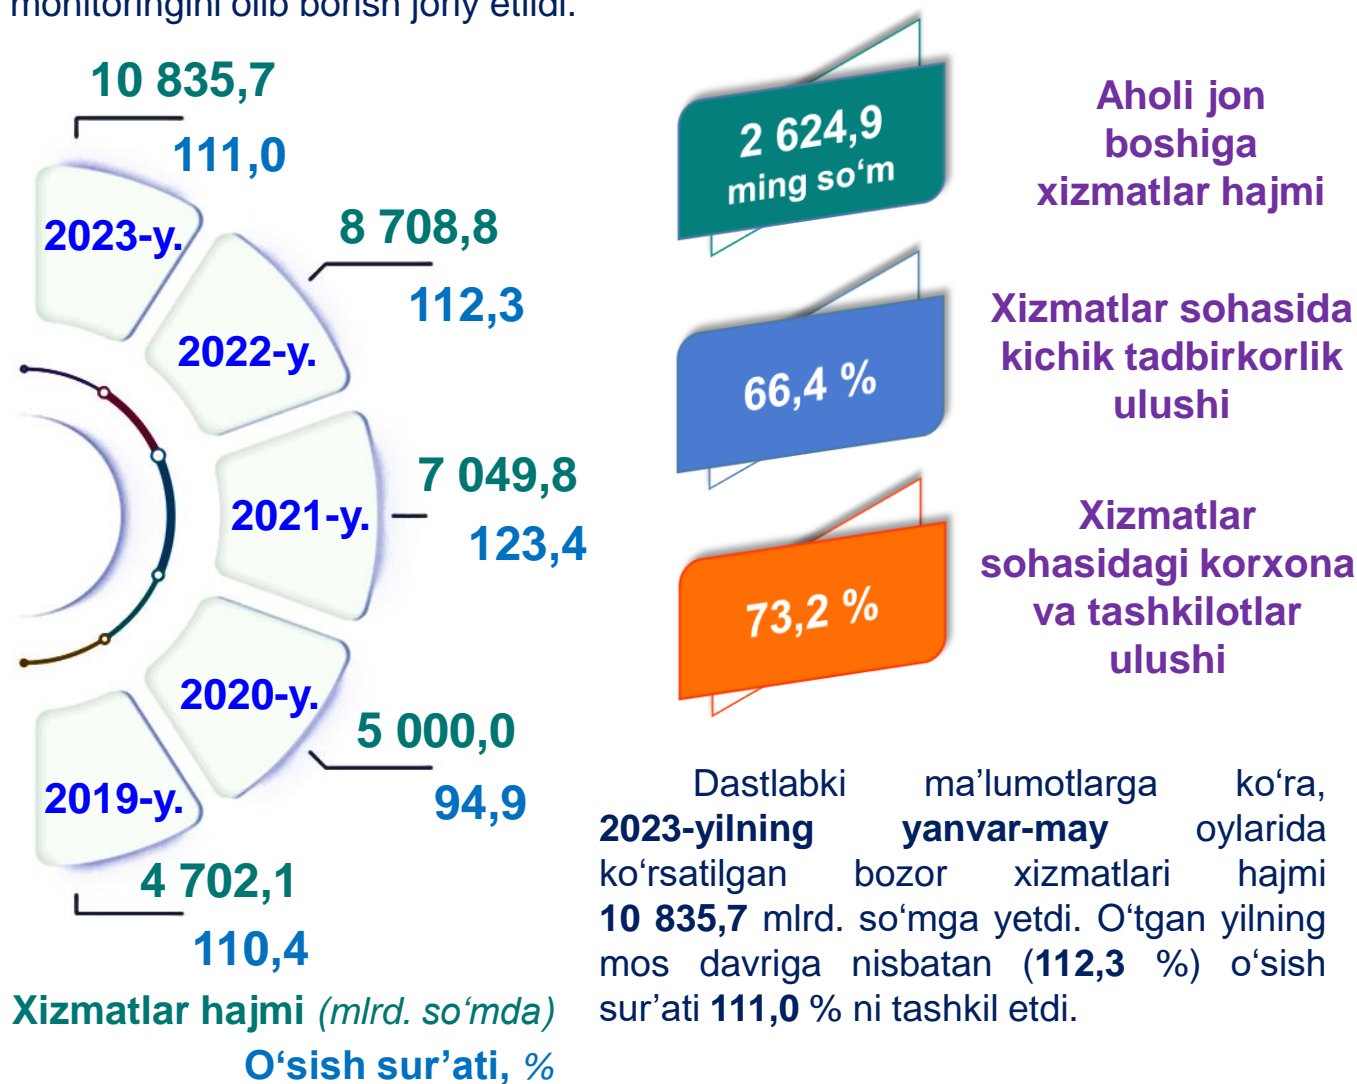 monitoringini olib borish joriy etildi.
10 835,7
111,0
2023-y.
8 708,8
112,3
2022-y.
7 049,8
123,4
2021-y.
2020-y.
5 000,0
94,9
2019-y.
4 702,1
110,4
Xizmatlar hajmi (mlrd. so‘mda)
O‘sish sur’ati, %
2 624,9
ming so‘m
Aholi jon
boshiga
xizmatlar hajmi
66,4 %
Xizmatlar sohasida
kichik tadbirkorlik
ulushi
73,2 %
Xizmatlar
sohasidagi korxona
va tashkilotlar
ulushi
Dastlabki ma’lumotlarga ko‘ra,
2023-yilning yanvar-may oylarida
ko‘rsatilgan bozor xizmatlari hajmi
10 835,7 mlrd. so‘mga yetdi. O‘tgan yilning
mos davriga nisbatan (112,3 %) o‘sish
sur’ati 111,0 % ni tashkil etdi.